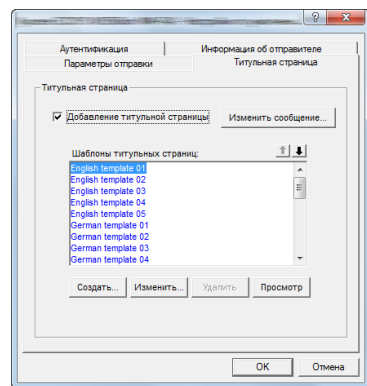 Аутентификация
Информация об отправителе
Параметры отправки
Титульная страница
Титульная страница
Добавление титульной страницы
Изменить сообщение...
Шаблоны титульных страниц:
English template 01
English template 02
English template 03
English template 04
English template 05
German template 01
German template 02
German template 03
German template 04
Создать...
Изменить...
Удалить
Просмотр
OK
Отмена